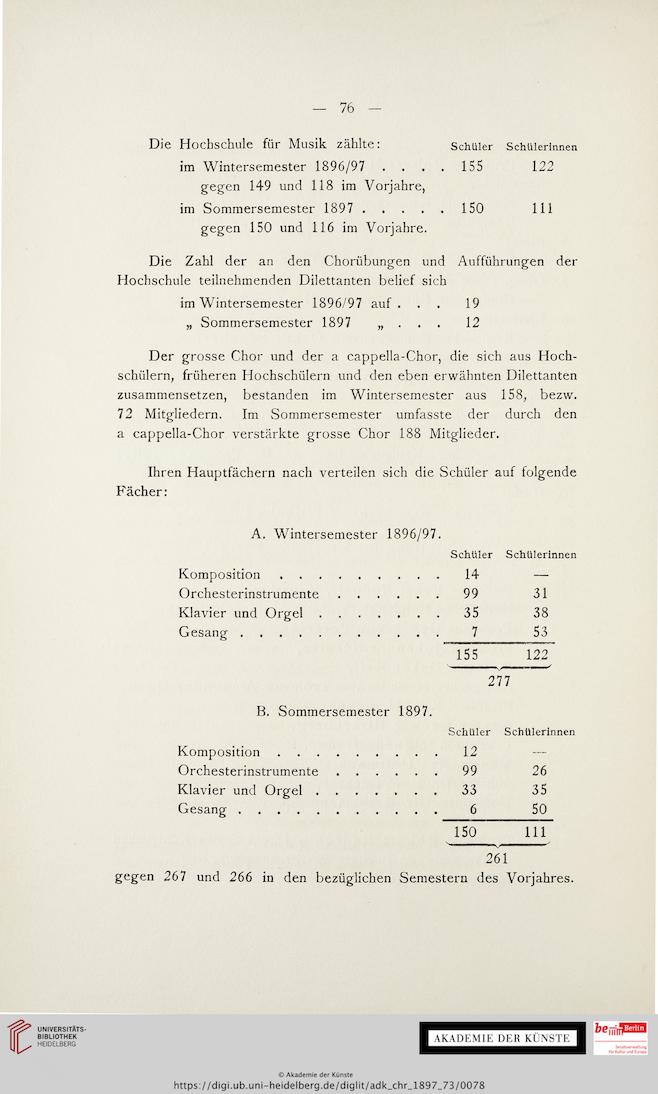 — 76 —
Die Hochschule für Musik zählte: Schüler Schülerinnen
im Wintersemester 1896/97 . . . . 155 122
gegen 149 und 118 im Vorjahre,
im Sommersemester 1897 . . . . . 150 111
gegen 150 und 116 im Vorjahre.
Die Zahl der an den Chorübungen und Aufführungen der
Hochschule teilnehmenden Dilettanten belief sich
im Wintersemester 1896/97 auf . . . 19
„ Sommersemester 1897 „ . . . 12
Der grosse Chor und der a cappella-Chor, die sich aus Hoch-
schülern, früheren Hochschülern und den eben erwähnten Dilettanten
zusammensetzen, bestanden im Wintersemester aus 158, bezw.
72 Mitgliedern. Im Sommersemester umfasste der durch den
a cappella-Chor verstärkte grosse Chor 188 Mitglieder.
Ihren Hauptfächern nach verteilen sich die Schüler auf folgende
Fächer:
A. Wintersemester 1896/97.
Schüler Schülerinnen
Komposition . . . . . . . . . 14 —
Orchesterinstrumente . . . . . . 99 31
Klavier und Orgel . . . . . . . 35 38
Gesang . . . . . . . . . . . 7 53
155 122
277
B. Sommersemester 1897.
Schüler Schülerinnen
Komposition . . . . . . . . . 12 —
Orchesterinstrumente . . . . . . 99 26
Klavier und Orgel . . . . . . . 33 35
Gesang . . . . . . . . . . . 6 50
150 111
261
gegen 267 und 266 in den bezüglichen Semestern des Vorjahres.
UNIVERSITÄTS-
BIBLIOTHEK
HEIDELBERG
AKADEMIE DER KÜNSTE
be Berlin
Senatsverwaltung
für Kultur und Europa
© Akademie der Künste
https://digi.ub.uni-heidelberg.de/diglit/adk_chr_1897_73/0078